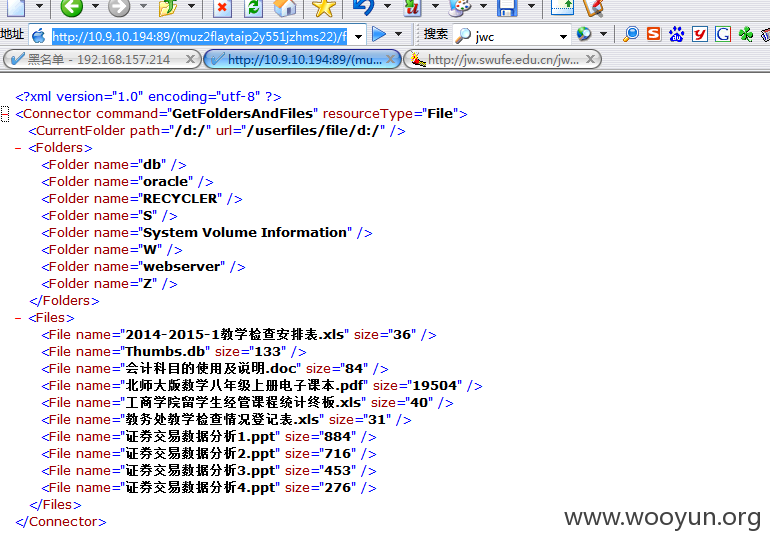 地址 http://10.9.10.194:89/(muz2flaytaip2y551jzhms22)/f 搜索 jwc
黑名单 - 192.168.157.214 http://10.9.10.194:89/(mu... http://jw.swufe.edu.cn/jw...
<?xml version="1.0" encoding="utf-8" ?>
- <Connector command="GetFoldersAndFiles" resourceType="File">
<CurrentFolder path="/d:/" url="/userfiles/file/d:/" />
- <Folders>
<Folder name="db" />
<Folder name="oracle" />
<Folder name="RECYCLER" />
<Folder name="S" />
<Folder name="System Volume Information" />
<Folder name="W" />
<Folder name="webserver" />
<Folder name="Z" />
</Folders>
- <Files>
<File name="2014-2015-1教学检查安排表.xls" size="36" />
<File name="Thumbs.db" size="133" />
<File name="会计科目的使用及说明.doc" size="84" />
<File name="北师大版数学八年级上册电子课本.pdf" size="19504" />
<File name="工商学院留学生经管课程统计终板.xls" size="40" />
<File name="教务处教学检查情况登记表.xls" size="31" />
<File name="证券交易数据分析1.ppt" size="884" />
<File name="证券交易数据分析2.ppt" size="716" />
<File name="证券交易数据分析3.ppt" size="453" />
<File name="证券交易数据分析4.ppt" size="276" />
</Files>
</Connector>
www.wooyun.org